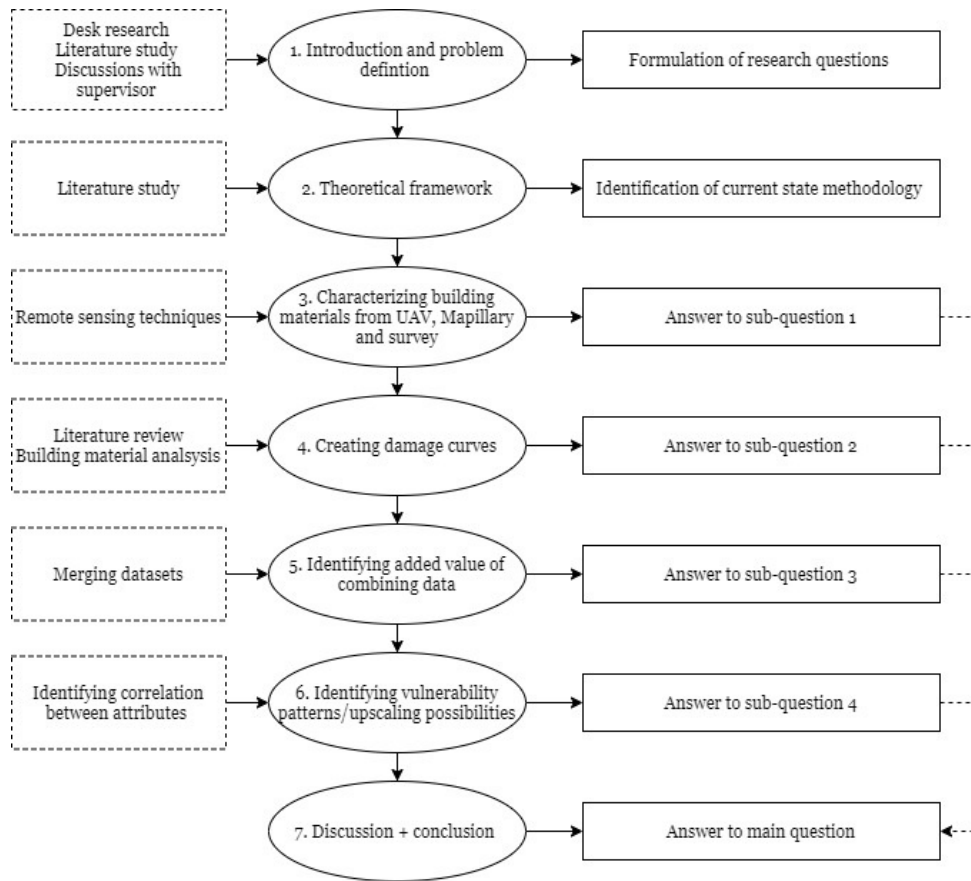 Desk research
Literature study
Discussions with
supervisor
1. Introduction and problem
defintion
Formulation of research questions
Literature study
2. Theoretical framework
Identification of current state methodology
Remote sensing techniques
3. Characterizing building
materials from UAV, Mapillary
and survey
Answer to sub-question 1
Literature review
Building material analsysis
4. Creating damage curves
Answer to sub-question 2
Merging datasets
5. Identifying added value of
combining data
Answer to sub-question 3
Identifying correlation
between attributes
6. Identifying vulnerability
patterns/upscaling possibilities
Answer to sub-question 4
7. Discussion + conclusion
Answer to main question